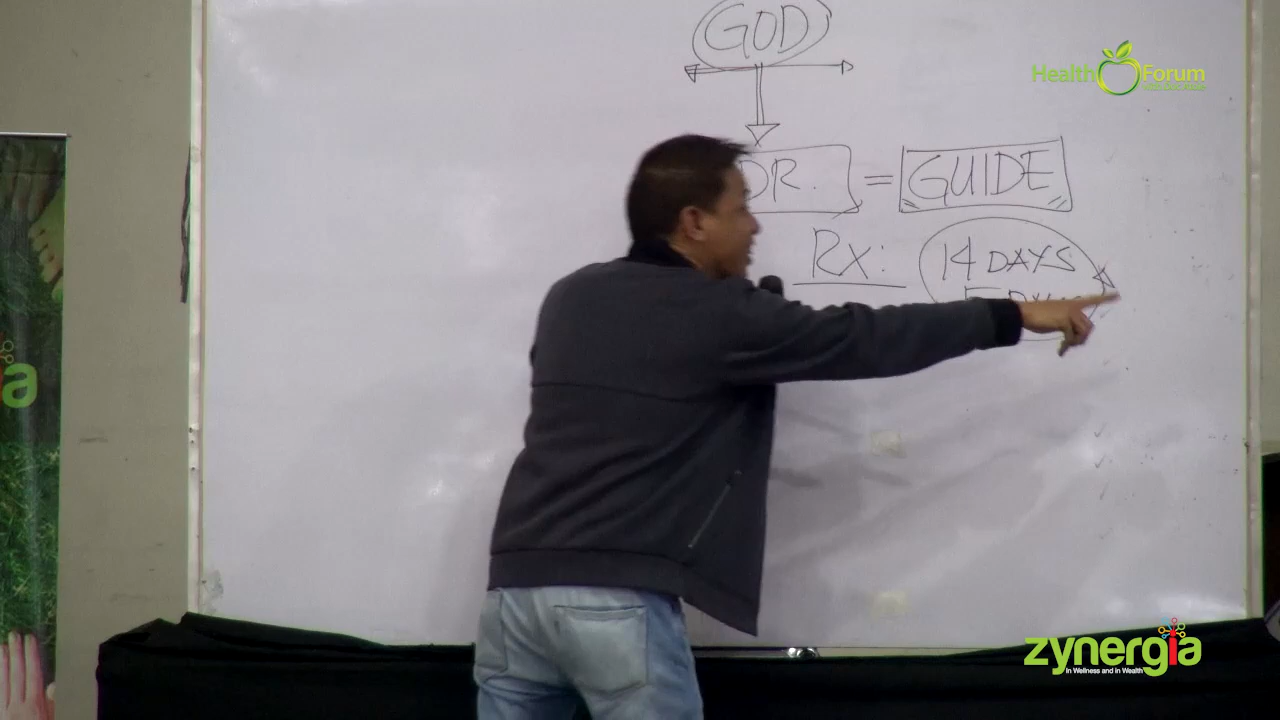 GOD
Health Forum
DR. = GUIDE
RX: 14 DAYS
a
zynergia
In Wellness and in Wealth